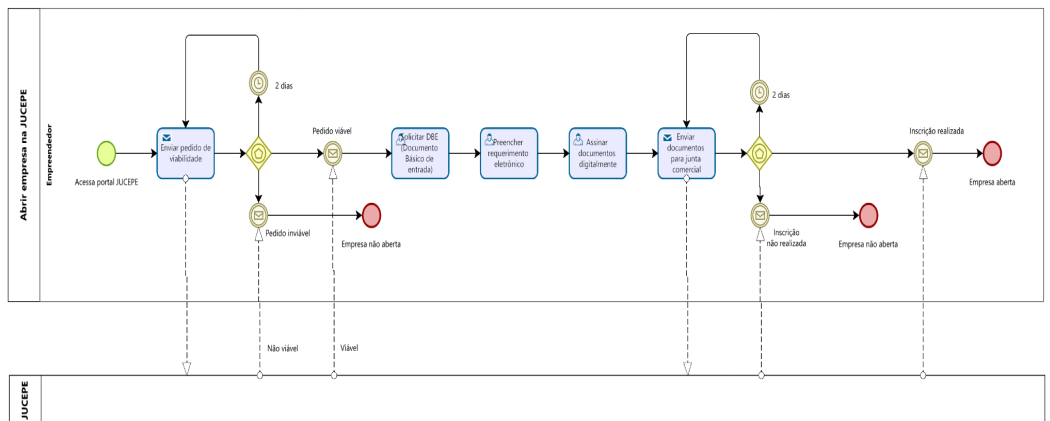 Abrir empresa na JUCEPE
Empreendedor
Acessa portal JUCEPE
Enviar pedido de
viabilidade
2 dias
Pedido viável
Pedido inviável
Empresa não aberta
Solicitar DBE
(Documento
Básico de
entrada)
Preencher
requerimento
eletrônico
Assinar
documentos
digitalmente
Enviar
documentos
para junta
comercial
2 dias
Inscrição realizada
Empresa aberta
Inscrição
não realizada
Empresa não aberta
Não viável
Viável
JUCEPE